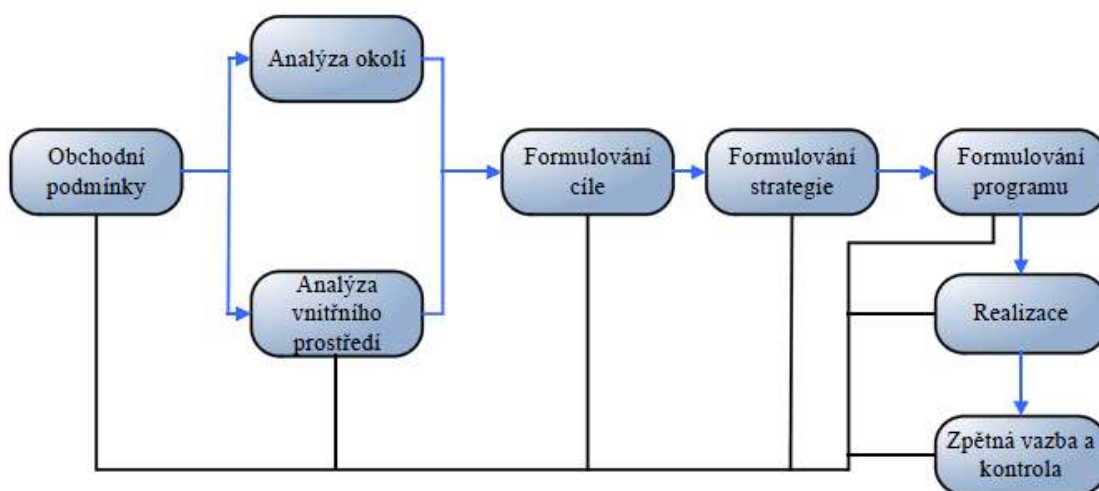 Analýza okolí
Obchodní
podmínky
Formulování
cíle
Formulování
strategie
Formulování
programu
Analýza
vnitřního
prostředí
Realizace
Zpětná vazba a
kontrola